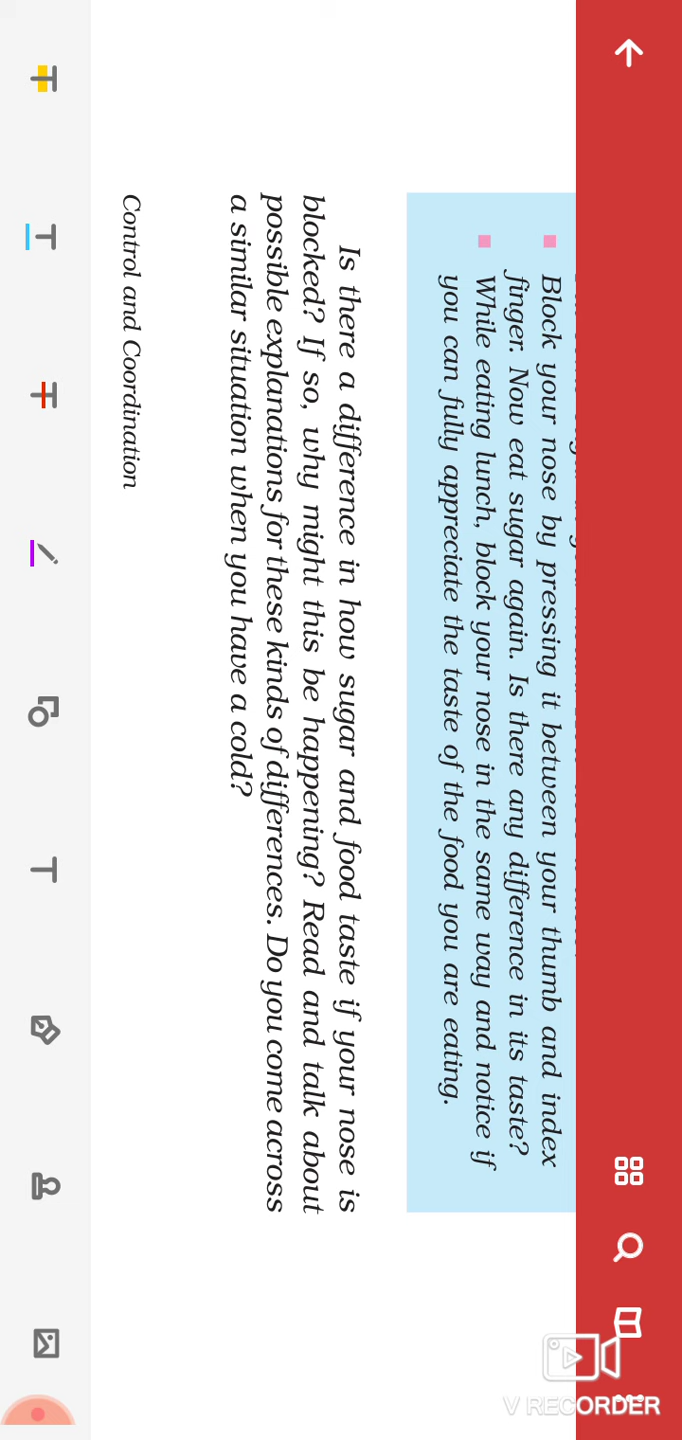 Block your nose by pressing it between your thumb and index
finger. Now eat sugar again. Is there any difference in its taste?
While eating lunch, block your nose in the same way and notice if
you can fully appreciate the taste of the food you are eating.
Is there a difference in how sugar and food taste if your nose is
blocked? If so, why might this be happening? Read and talk about
possible explanations for these kinds of differences. Do you come across
a similar situation when you have a cold?
Control and Coordination
V RECORDER